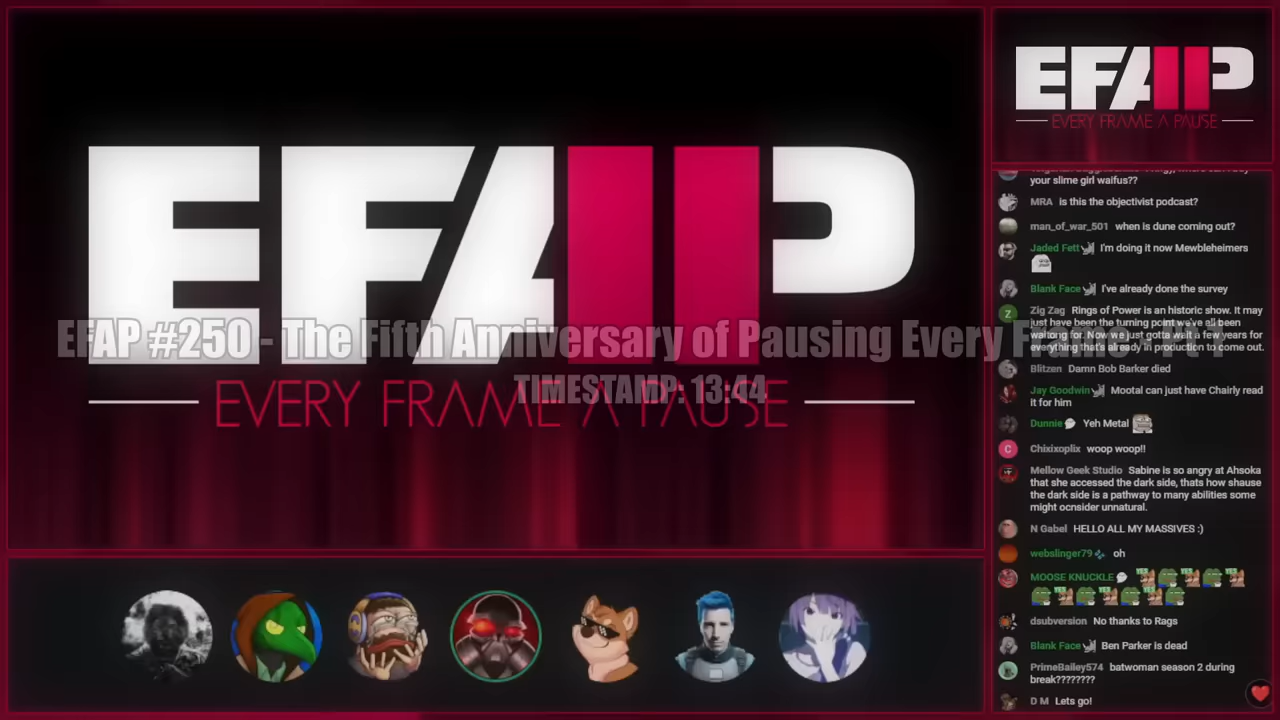 EFAP
EVERY FRAME A PAUSE
EFAP #250 - The Fifth Anniversary of Pausing Every Frame
TIMESTAMP: 13:44
EFAP
EVERY FRAME A PAUSE
your slime girl waifus??
MRA is this the objectivist podcast?
man_of_war_501 when is dune coming out?
Jaded Fett I'm doing it now Mewbleheimers
Blank Face I've already done the survey
Zig Zag Rings of Power is an historic show. It may
just have been the turning point we've all been
waitong for. Now we just gotta wait a few years for
everything that's already in production to come out.
Blitzen Damn Bob Barker died
Jay Goodwin Mootal can just have Chairly read
it for him
Dunnie Yeh Metal
C
Chixixoplix woop woop!!
Mellow Geek Studio Sabine is so angry at Ahsoka
that she accessed the dark side, thats how shause
the dark side is a pathway to many abilities some
might ocnsider unnatural.
N Gabel HELLO ALL MY MASSIVES :)
webslinger79 oh
MOOSE KNUCKLE YES YES YES
YES YES
dsubversion No thanks to Rags
Blank Face Ben Parker is dead
PrimeBailey574 batwoman season 2 during
break????????
D M Lets go!